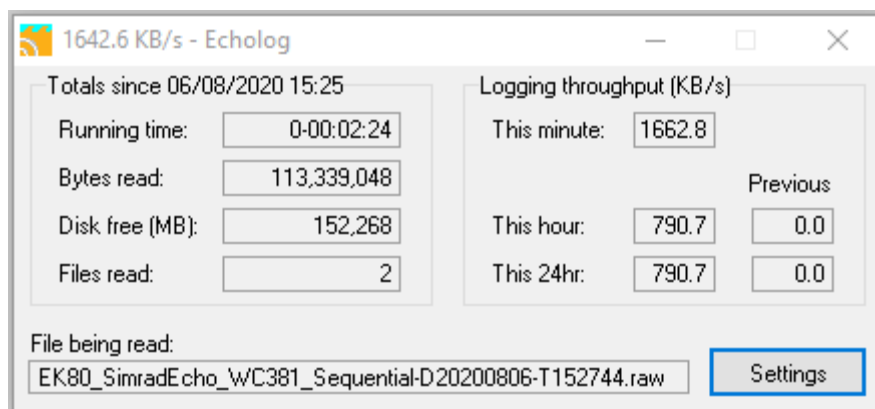 1642.6 KB/s - Echolog
Totals since 06/08/2020 15:25
Running time: 0-00:02:24
Bytes read: 113,339,048
Disk free (MB): 152,268
Files read: 2
Logging throughput (KB/s)
This minute: 1662.8
Previous
This hour: 790.7 0.0
This 24hr: 790.7 0.0
File being read:
EK80_SimradEcho_WC381_Sequential-D20200806-T152744.raw
Settings